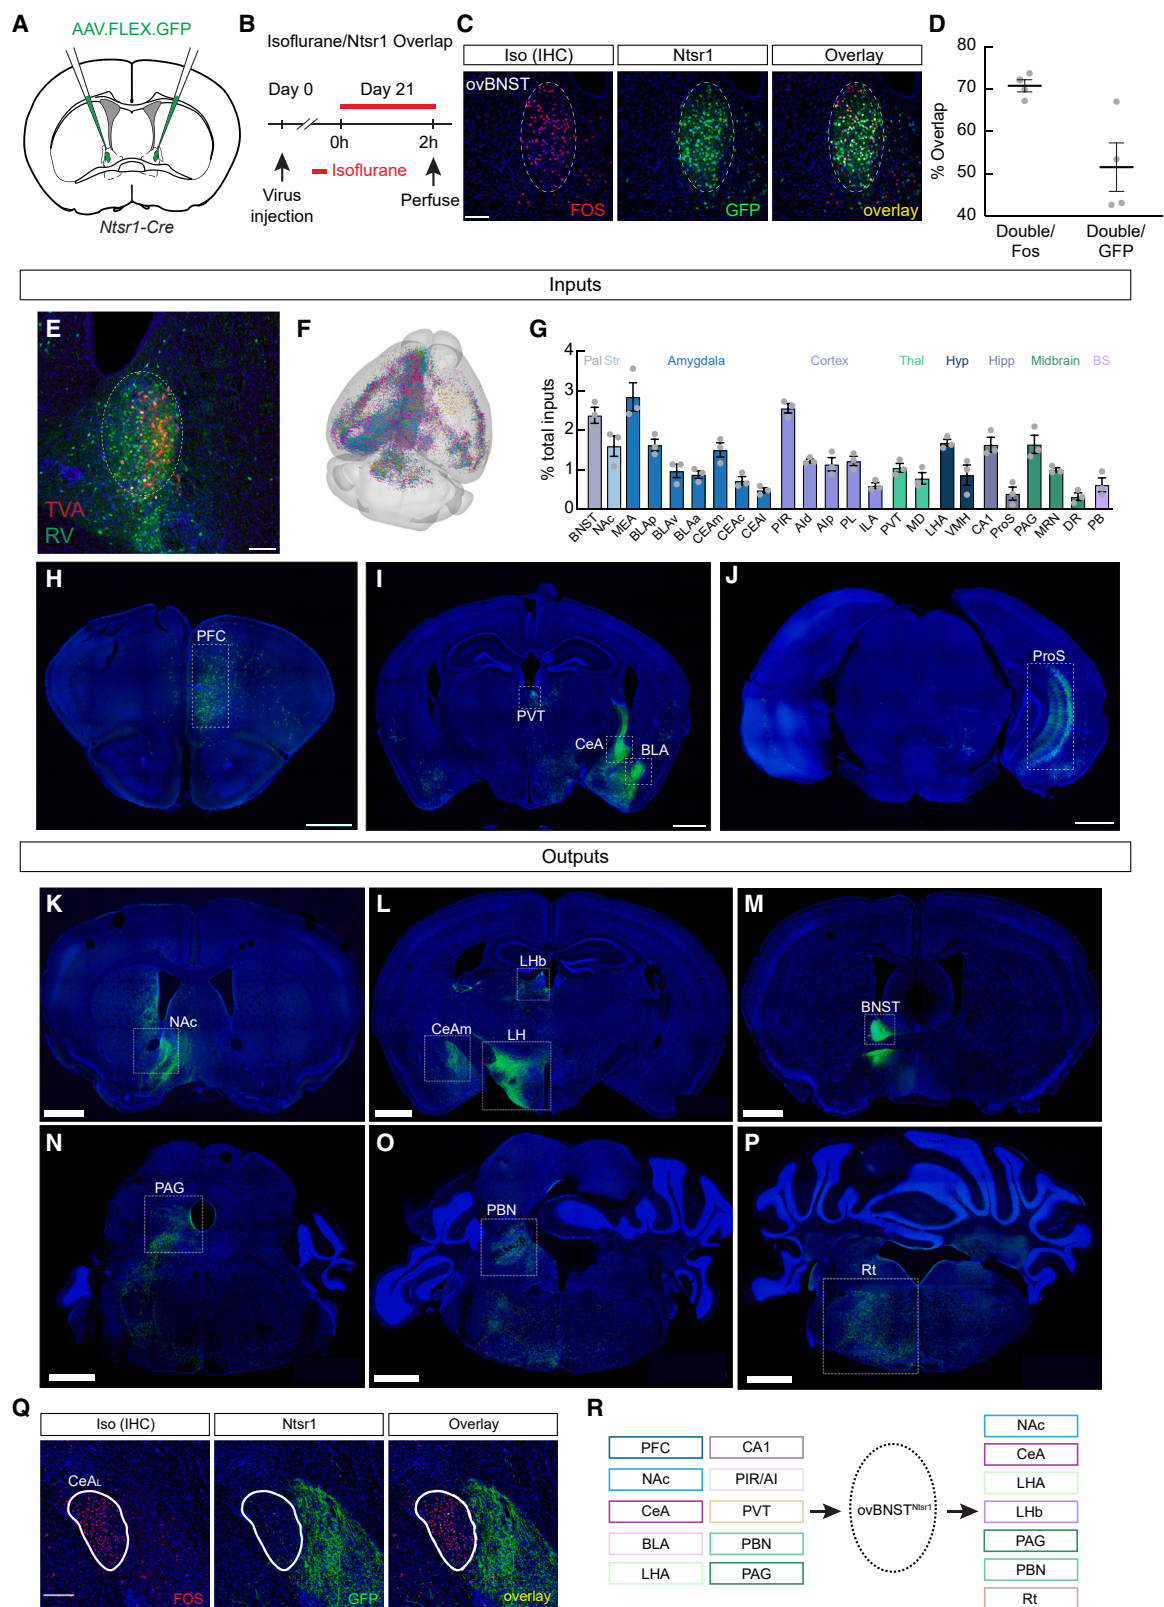 A
AAV.FLEX.GFP
Ntsr1-Cre
B
Isoflurane/Ntsr1 Overlap
Day 0
Day 21
0h
2h
Isoflurane
Virus
injection
Perfuse
C
Iso (IHC)
Ntsr1
Overlay
ovBNST
FOS
GFP
overlay
D
% Overlap
80
70
60
50
40
Double/
Fos
Double/
GFP
Inputs
E
TVA
RV
F
G
% total inputs
4
3
2
1
0
Pal
Str
Amygdala
Cortex
Thal
Hyp
Hipp
Midbrain
BS
BNST
NAc
MEA
BLAp
BLAv
BLAa
CEAm
CEAc
CEAl
PIR
AId
AIp
PL
ILA
PVT
MD
LHA
VMH
CA1
ProS
PAG
MRN
DR
PB
H
PFC
I
PVT
CeA
BLA
J
ProS
Outputs
K
NAc
L
LHb
CeAm
LH
M
BNST
N
PAG
O
PBN
P
Rt
Q
Iso (IHC)
Ntsr1
Overlay
CeAL
FOS
GFP
overlay
R
PFC
CA1
NAc
PIR/AI
CeA
PVT
BLA
PBN
LHA
PAG
ovBNSTNtsr1
NAc
CeA
LHA
LHb
PAG
PBN
Rt